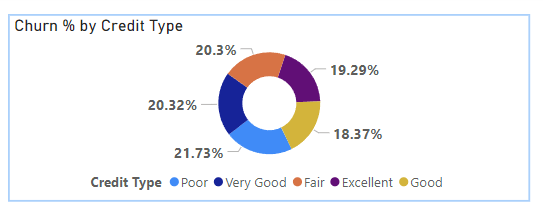 Churn % by Credit Type
20.3%
19.29%
20.32%
18.37%
21.73%
Credit Type Poor Very Good Fair Excellent Good